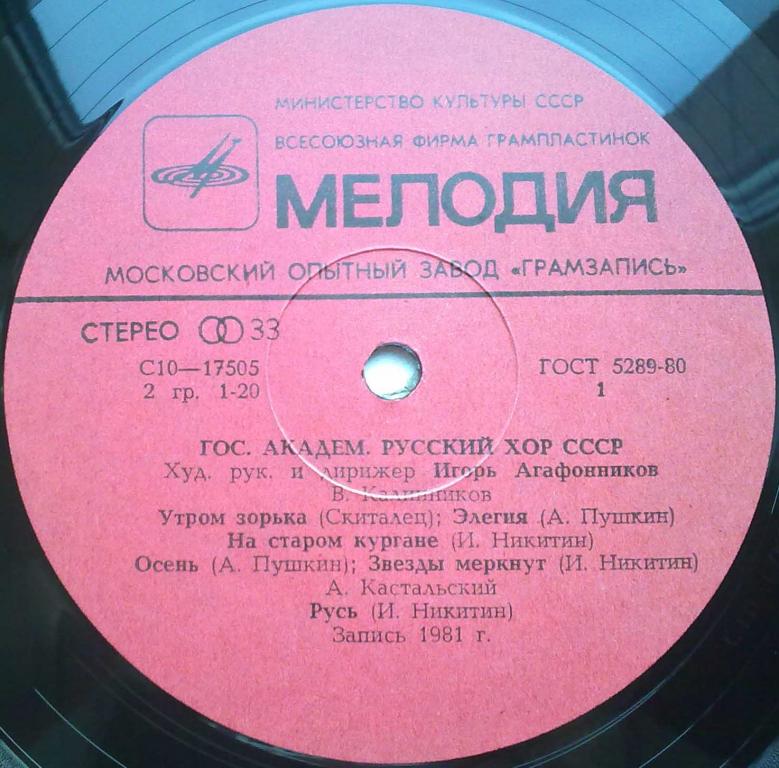 МИНИСТЕРСТВО КУЛЬТУРЫ СССР
ВСЕСОЮЗНАЯ ФИРМА ГРАМПЛАСТИНОК
МЕЛОДИЯ
МОСКОВСКИЙ ОПЫТНЫЙ ЗАВОД «ГРАМЗАПИСЬ»
СТЕРЕО 33
С10—17505 ГОСТ 5289-80
2 гр. 1-20 1
ГОС. АКАДЕМ. РУССКИЙ ХОР СССР
Худ. рук. и дирижер Игорь Агафонников
В. Калинников
Утром зорька (Скиталец); Элегия (А. Пушкин)
На старом кургане (И. Никитин)
Осень (А. Пушкин); Звезды меркнут (И. Никитин)
А. Кастальский
Русь (И. Никитин)
Запись 1981 г.